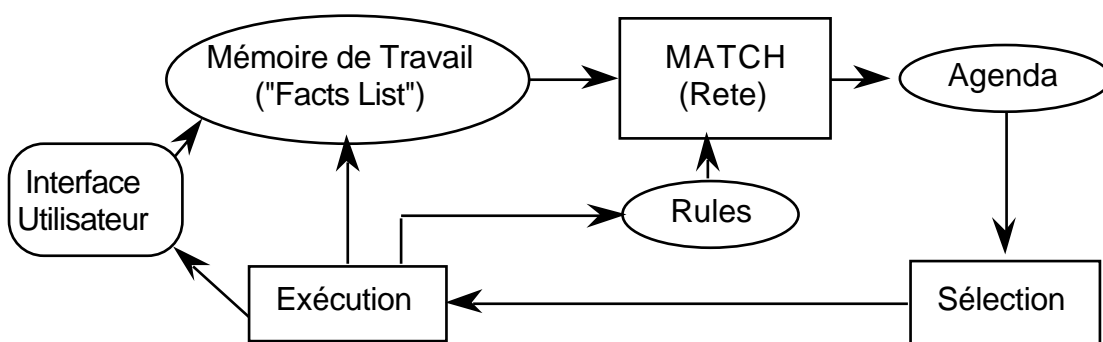 Mémoire de Travail
("Facts List")
MATCH
(Rete)
Agenda
Interface
Utilisateur
Rules
Exécution
Sélection